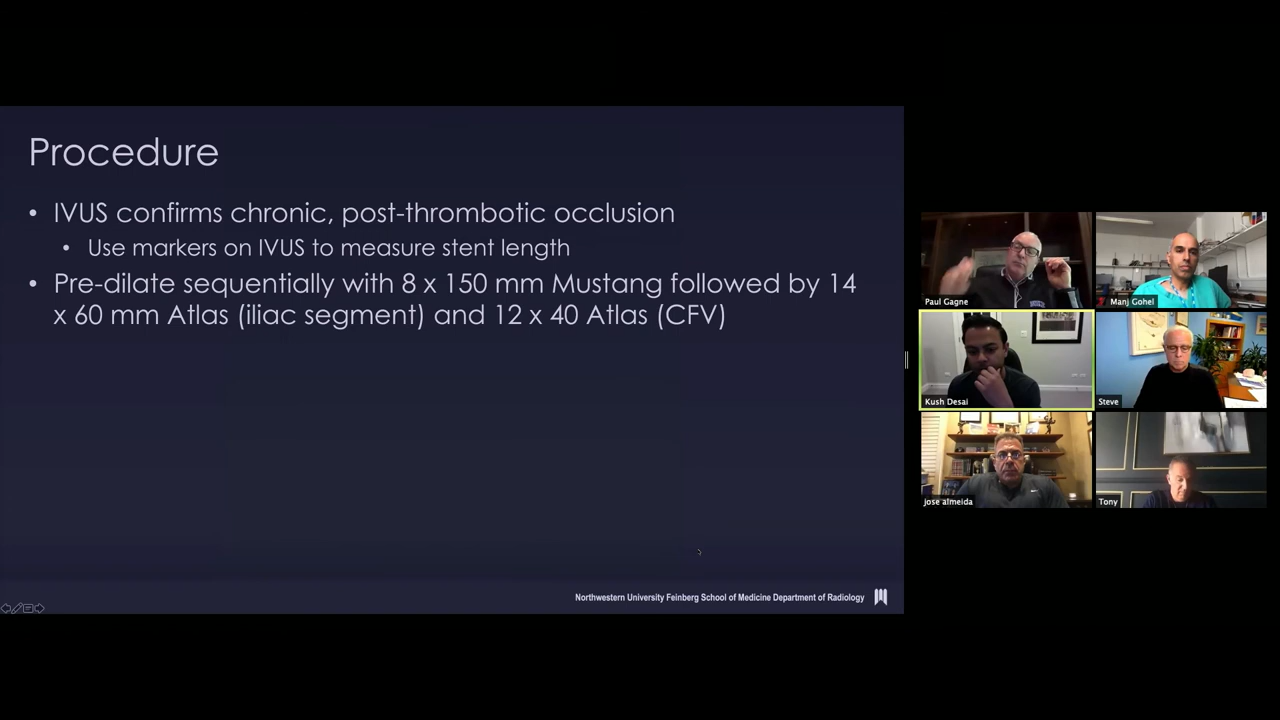 Procedure
• IVUS confirms chronic, post-thrombotic occlusion
• Use markers on IVUS to measure stent length
• Pre-dilate sequentially with 8 x 150 mm Mustang followed by 14
x 60 mm Atlas (iliac segment) and 12 x 40 Atlas (CFV)
Northwestern University Feinberg School of Medicine Department of Radiology
Paul Gagne
Manj Gohel
Kush Desai
Steve
jose almeida
Tony